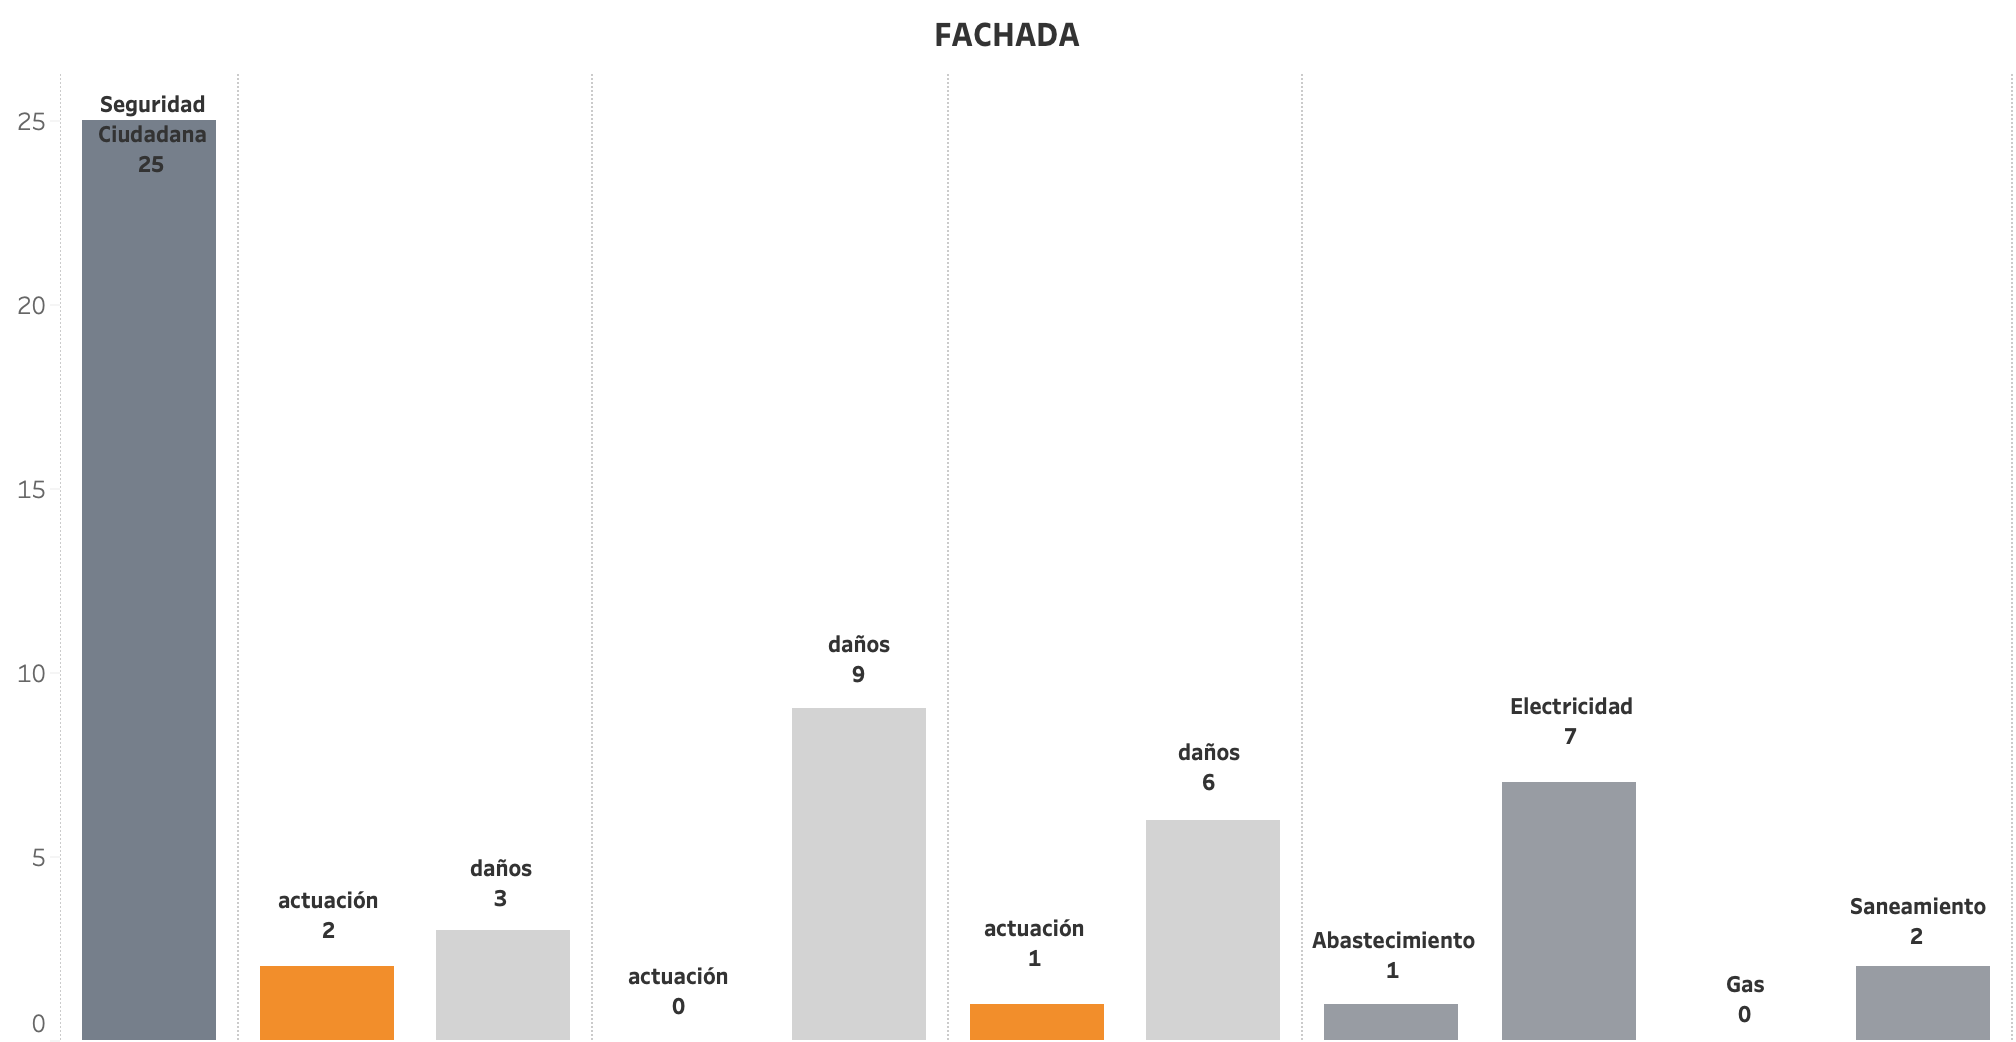 FACHADA
25
20
15
10
5
0
Seguridad
Ciudadana
25
actuación
2
daños
3
actuación
0
daños
9
actuación
1
daños
6
Abastecimiento
1
Electricidad
7
Gas
0
Saneamiento
2